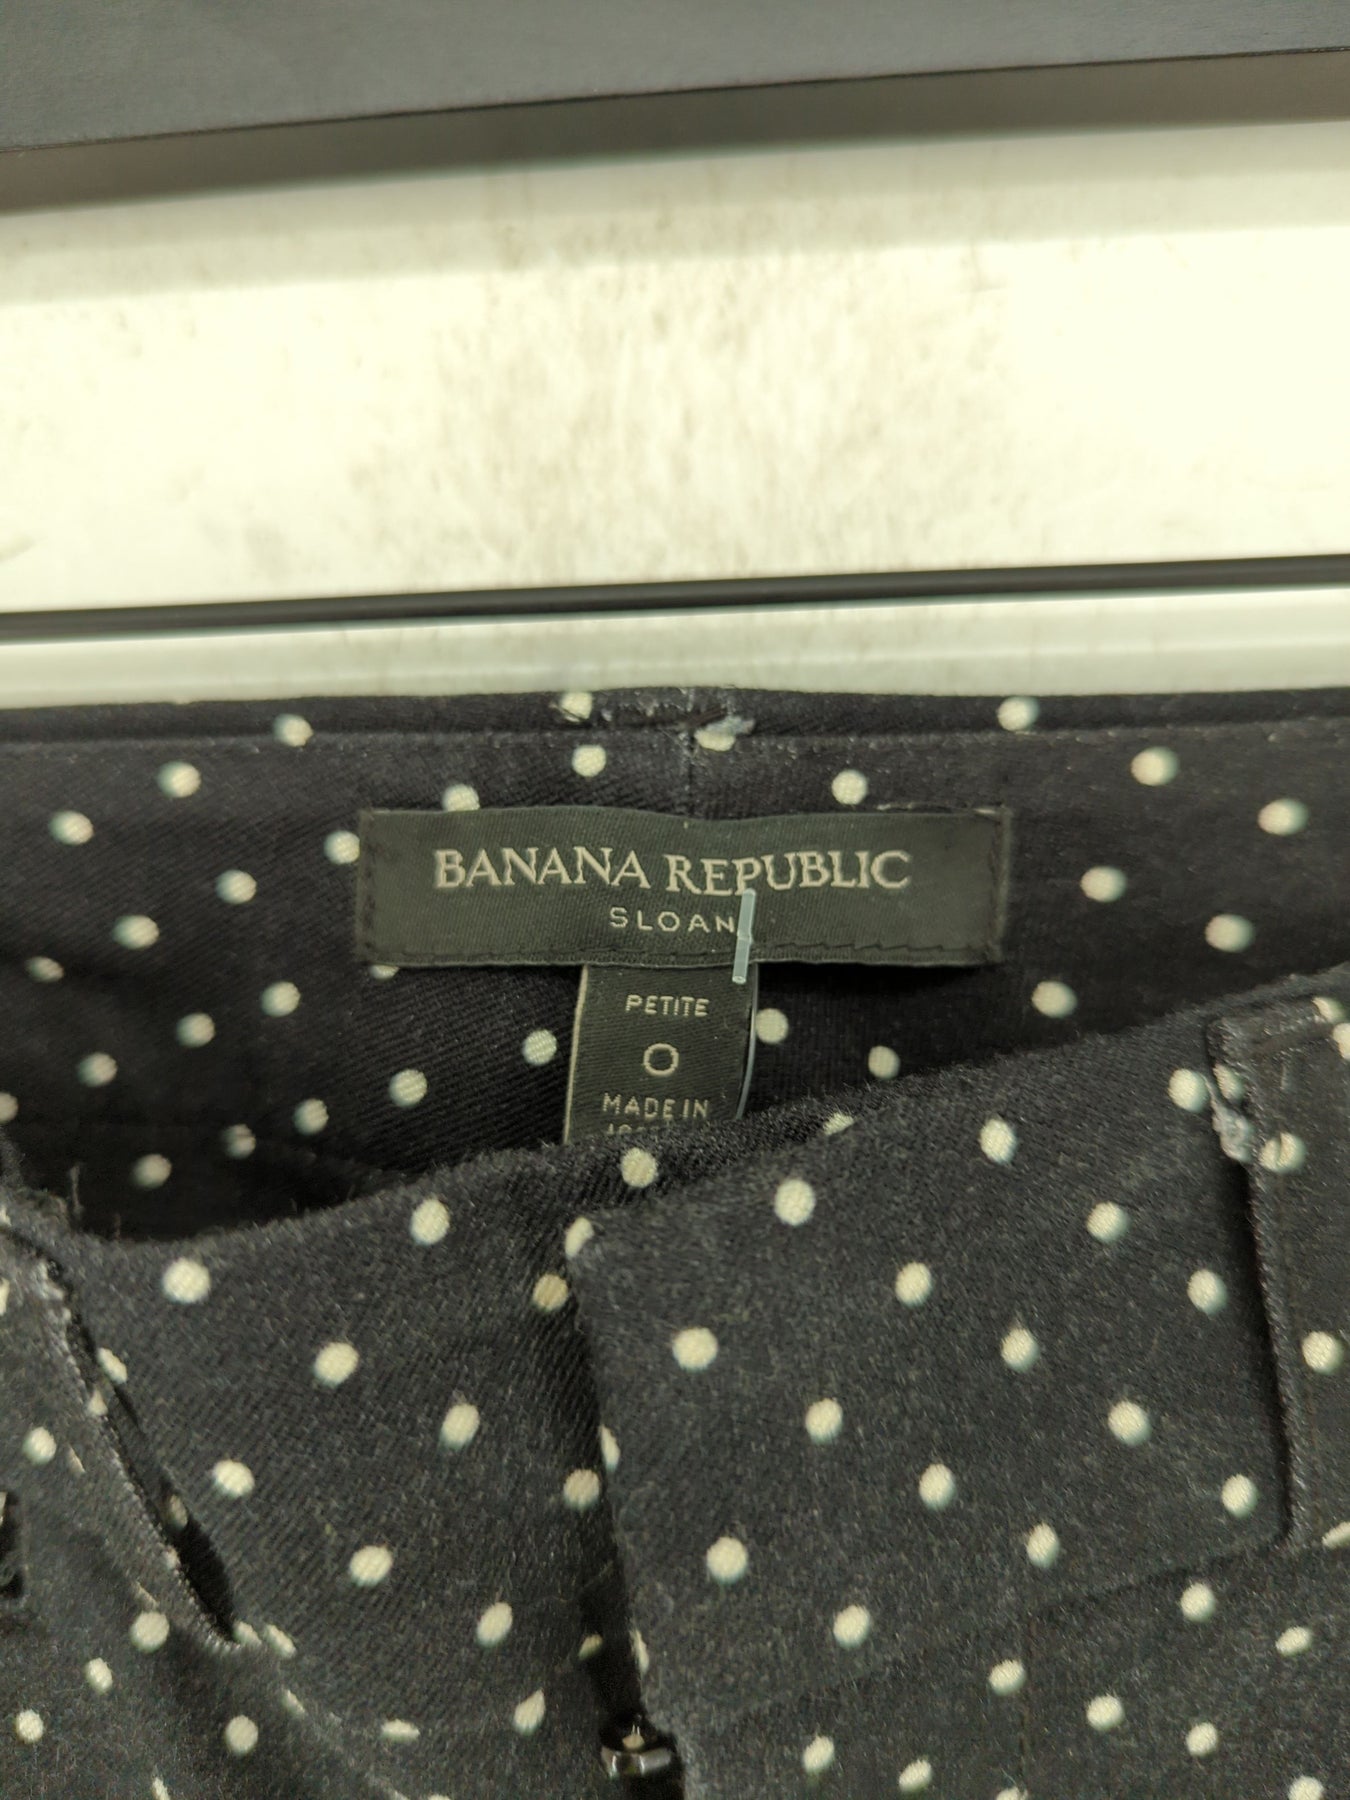 BANANA REPUBLIC
SLOAN
PETITE
0
MADE IN